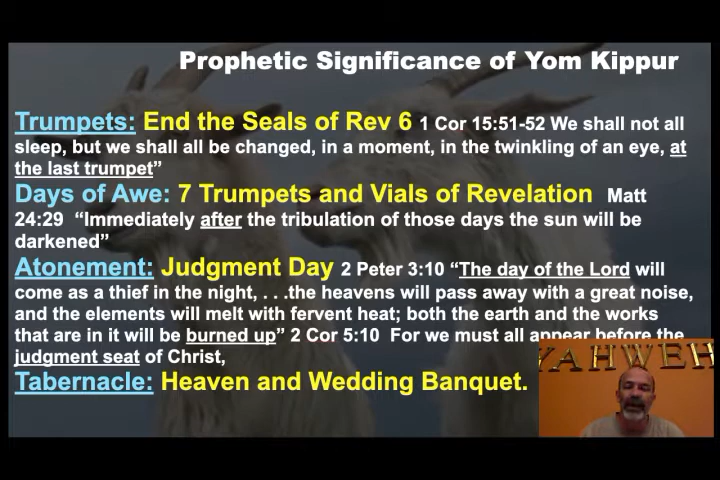 Prophetic Significance of Yom Kippur
Trumpets: End the Seals of Rev 6 1 Cor 15:51-52 We shall not all
sleep, but we shall all be changed, in a moment, in the twinkling of an eye, at
the last trumpet”
Days of Awe: 7 Trumpets and Vials of Revelation Matt
24:29 “Immediately after the tribulation of those days the sun will be
darkened”
Atonement: Judgment Day 2 Peter 3:10 “The day of the Lord will
come as a thief in the night, . . .the heavens will pass away with a great noise,
and the elements will melt with fervent heat; both the earth and the works
that are in it will be burned up” 2 Cor 5:10 For we must all appear before the
judgment seat of Christ,
YAHWEH
Tabernacle: Heaven and Wedding Banquet.